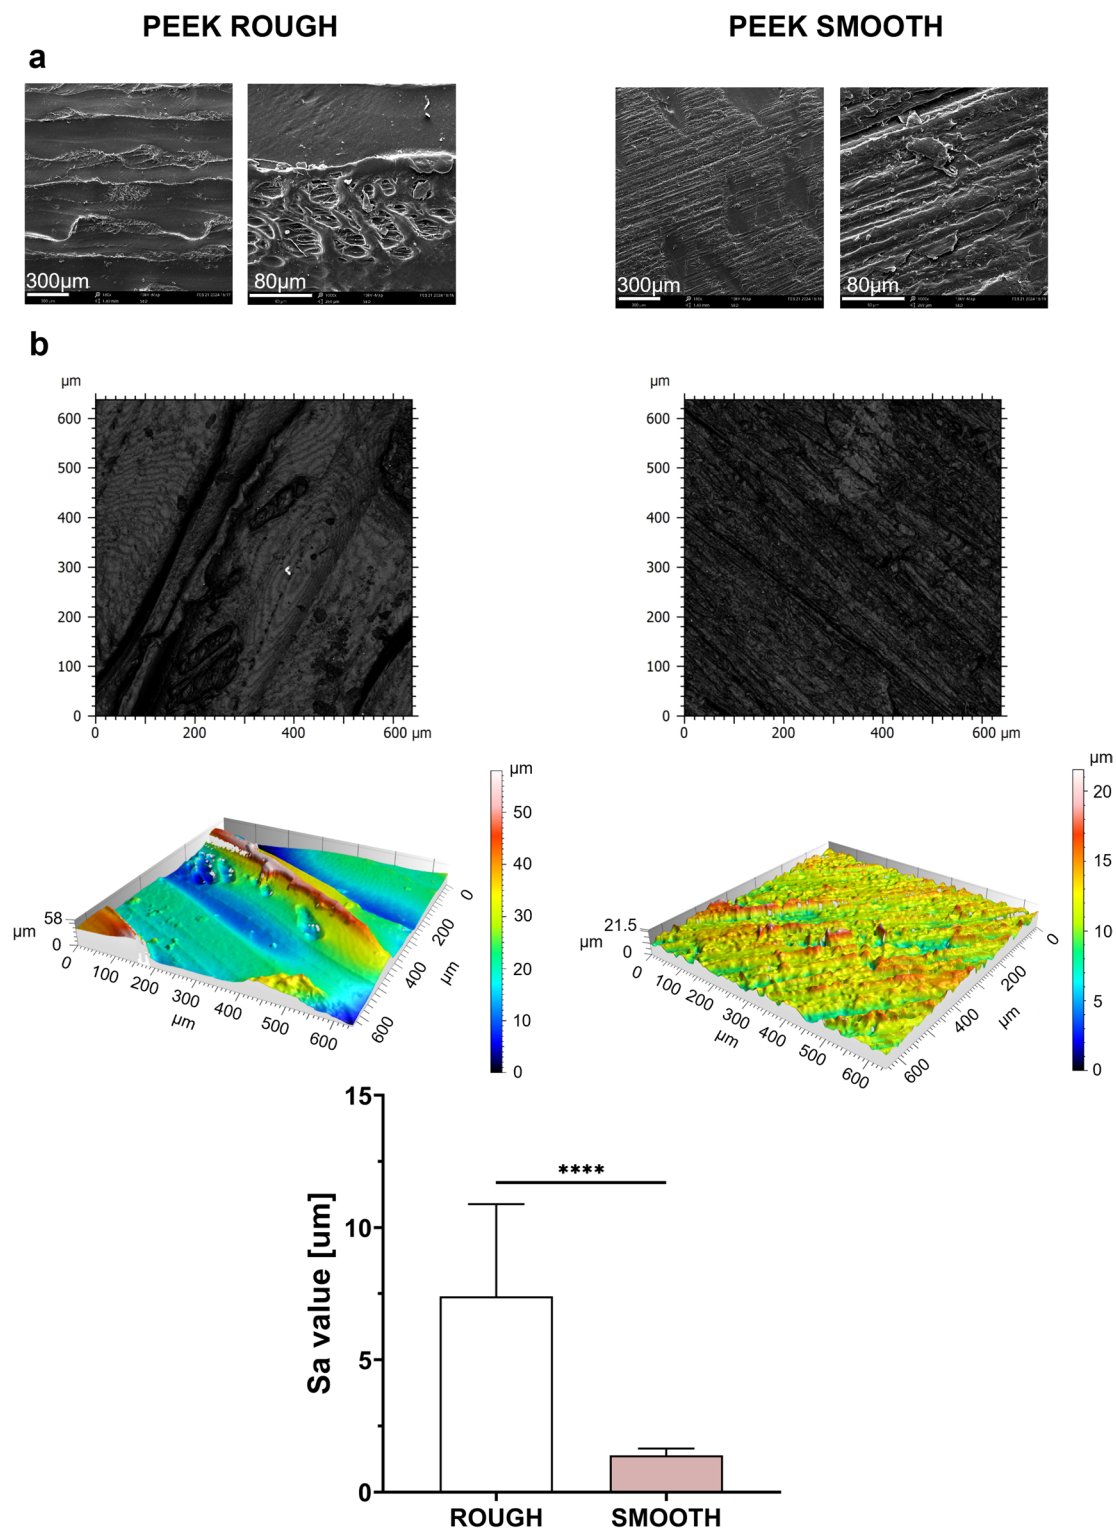 PEEK ROUGH
PEEK SMOOTH
a
300µm
80µm
300µm
80µm
b
µm
600
500
400
300
200
100
0
0 200 400 600 µm
µm
600
500
400
300
200
100
0
0 200 400 600 µm
µm
50
40
30
20
10
0
58
µm
0
0 100 200 300 400 500 600
µm
0 200 400 600
µm
µm
20
15
10
5
0
21.5
µm
0
0 100 200 300 400 500 600
µm
0 200 400 600
µm
15
10
5
0
Sa value [um]
****
ROUGH
SMOOTH